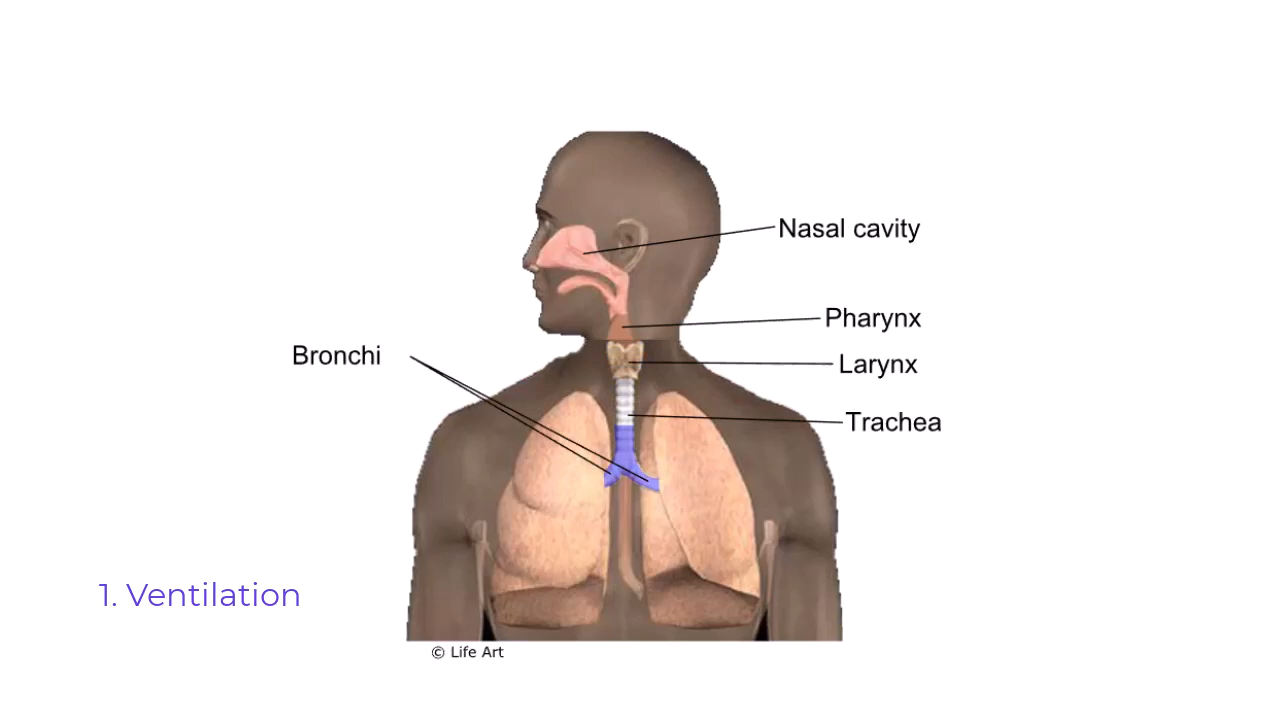 Nasal cavity
Pharynx
Bronchi
Larynx
Trachea
1. Ventilation
© Life Art